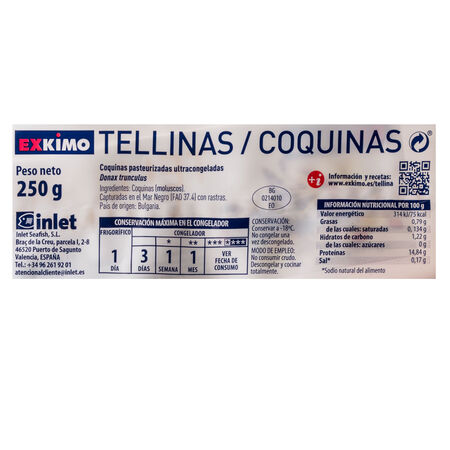 EXKIMO
TELLINAS / COQUINAS
Peso neto
250 g
inlet
Inlet Seafish, S.L.
Braç de la Creu, parcela I, 2-8
46520 Puerto de Sagunto
Valencia, ESPAÑA
Tel.: +34 96 261 92 01
atencionalcliente@inlet.es
Coquinas pasteurizadas ultracongeladas
Donax trunculus
Ingredientes: Coquinas (moluscos).
Capturadas en el Mar Negro (FAO 37.4) con rastras.
País de origen: Bulgaria.
BG
0214010
EO
CONSERVACIÓN MÁXIMA EN EL CONGELADOR
FRIGORÍFICO CONGELADOR
* ** *** ****
1 DÍA
3 DÍAS
1 SEMANA
1 MES
VER FECHA DE CONSUMO
CONSERVACIÓN:
Conservar a -18ºC.
No congelar una vez descongelado.
MODO DE EMPLEO:
No consumir crudo.
Descongelar y cocinar totalmente.
+i
Información y recetas:
www.exkimo.es/tellina
INFORMACIÓN NUTRICIONAL POR 100 g
Valor energético 314 kJ/75 kcal
Grasas 0,79 g
de las cuales: saturadas 0,134 g
Hidratos de carbono 1,22 g
de los cuales: azúcares 0 g
Proteínas 14,84 g
Sal* 0,17 g
*Sodio natural del alimento